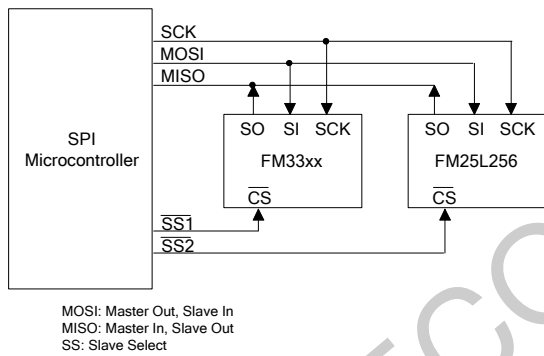 SCK
MOSI
MISO
SPI
Microcontroller
SO SI SCK
FM33xx
CS
SO SI SCK
FM25L256
CS
SS1
SS2
MOSI: Master Out, Slave In
MISO: Master In, Slave Out
SS: Slave Select
ECO